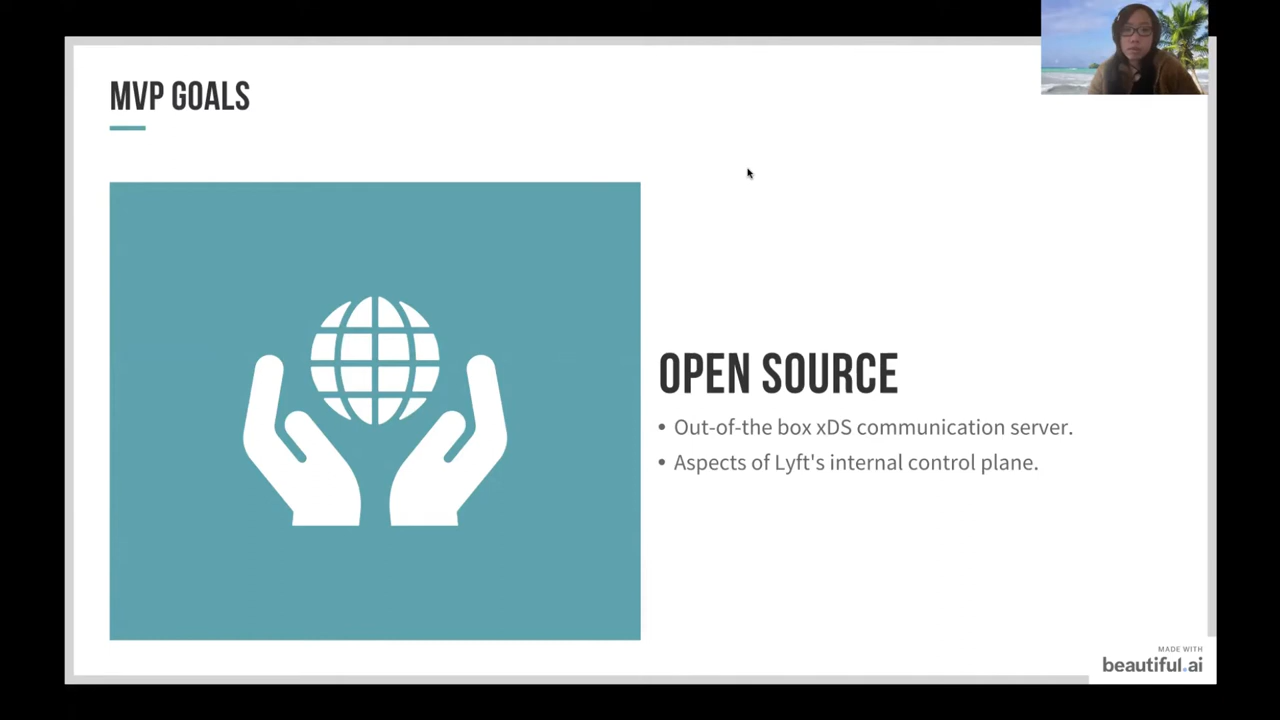 MVP GOALS
OPEN SOURCE
• Out-of-the box xDS communication server.
• Aspects of Lyft's internal control plane.
MADE WITH
beautiful.ai